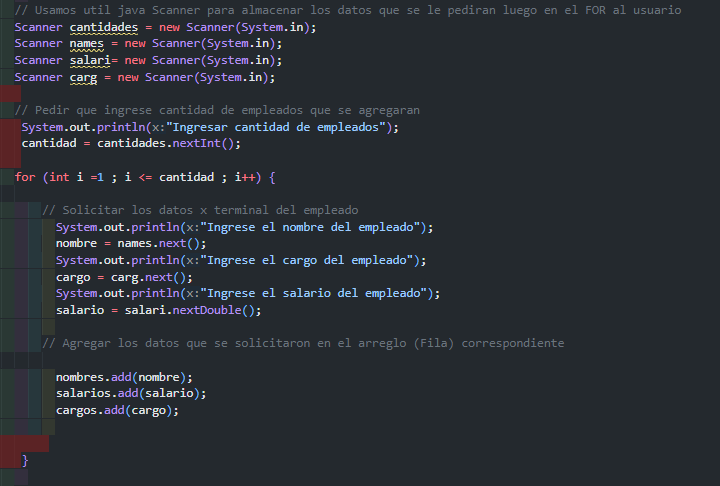 // Usamos util java Scanner para almacenar los datos que se le pediran luego en el FOR al usuario
Scanner cantidades = new Scanner(System.in);
Scanner names = new Scanner(System.in);
Scanner salari= new Scanner(System.in);
Scanner carg = new Scanner(System.in);
// Pedir que ingrese cantidad de empleados que se agregaran
System.out.println(x:"Ingresar cantidad de empleados");
cantidad = cantidades.nextInt();
for (int i =1 ; i <= cantidad ; i++) {
// Solicitar los datos x terminal del empleado
System.out.println(x:"Ingrese el nombre del empleado");
nombre = names.next();
System.out.println(x:"Ingrese el cargo del empleado");
cargo = carg.next();
System.out.println(x:"Ingrese el salario del empleado");
salario = salari.nextDouble();
// Agregar los datos que se solicitaron en el arreglo (Fila) correspondiente
nombres.add(nombre);
salarios.add(salario);
cargos.add(cargo);
}